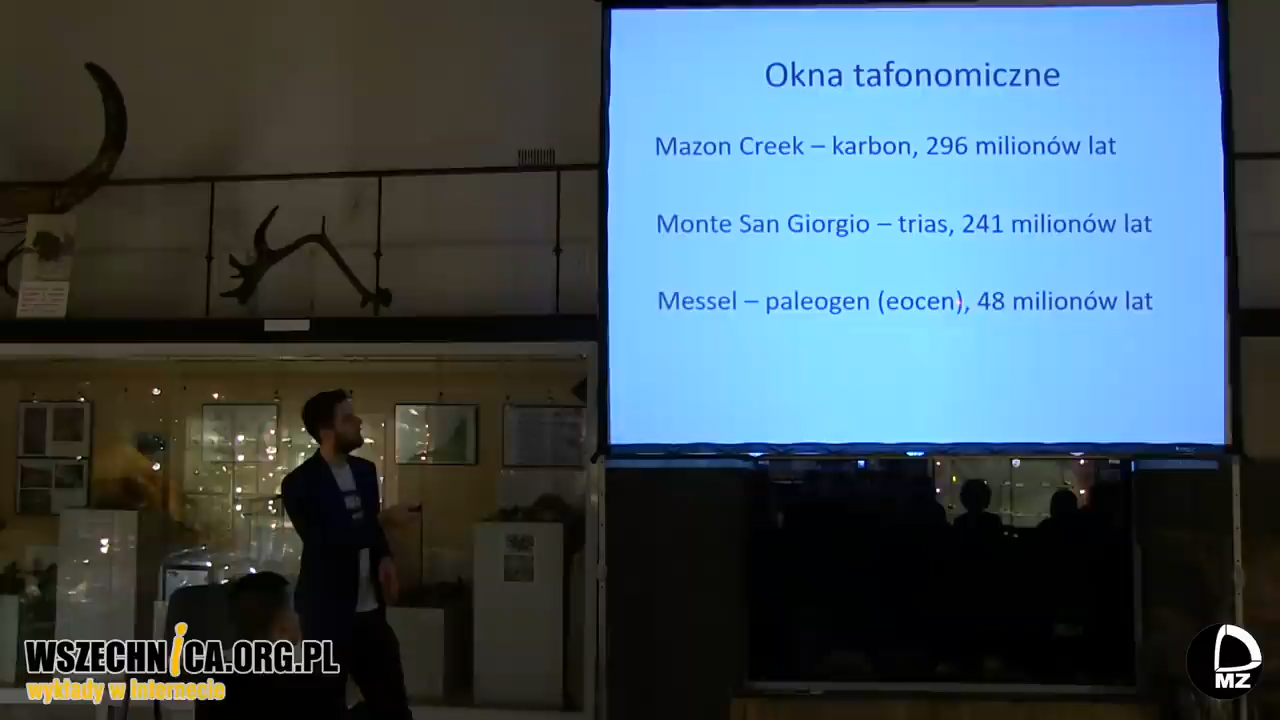 Okna tafonomiczne
Mazon Creek – karbon, 296 milionów lat
Monte San Giorgio – trias, 241 milionów lat
Messel – paleogen (eocen), 48 milionów lat
WSZECHNiCA.ORG.PL
wykłady w internecie
MZ